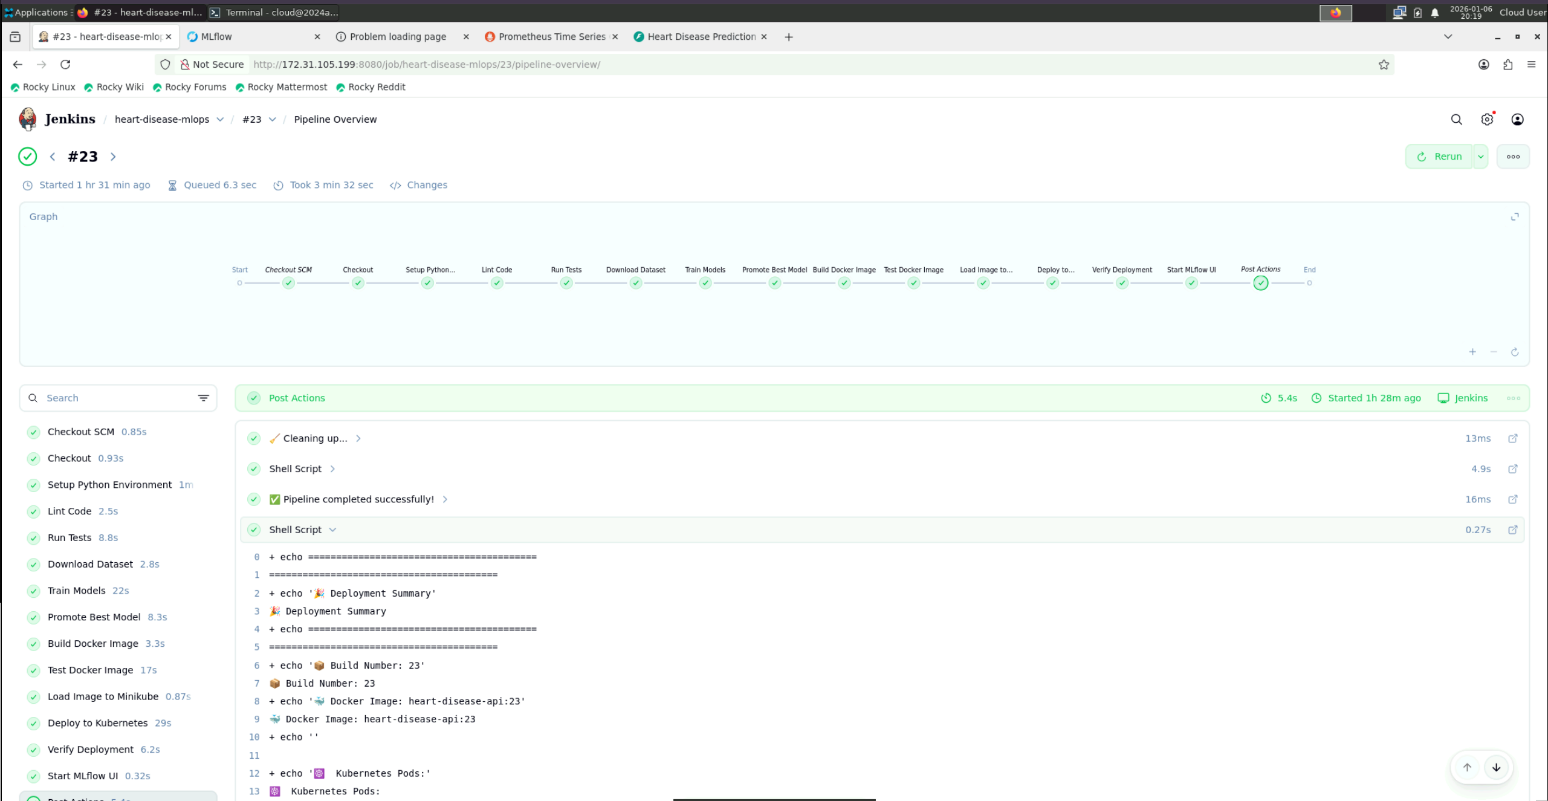 Applications
#23 - heart-disease-ml...
Terminal - cloud@2024a...
2026-01-06
20:19
Cloud User
#23 - heart-disease-mlop
MLflow
Problem loading page
Prometheus Time Series
Heart Disease Prediction
Not Secure
http://172.31.105.199:8080/job/heart-disease-mlops/23/pipeline-overview/
Rocky Linux
Rocky Wiki
Rocky Forums
Rocky Mattermost
Rocky Reddit
Jenkins / heart-disease-mlops / #23 / Pipeline Overview
#23
Rerun
Started 1 hr 31 min ago
Queued 6.3 sec
Took 3 min 32 sec
Changes
Graph
Start
Checkout SCM
Checkout
Setup Python...
Lint Code
Run Tests
Download Dataset
Train Models
Promote Best Model
Build Docker Image
Test Docker Image
Load Image to...
Deploy to...
Verify Deployment
Start MLflow UI
Post Actions
End
Search
Checkout SCM 0.85s
Checkout 0.93s
Setup Python Environment 1m
Lint Code 2.5s
Run Tests 8.8s
Download Dataset 2.8s
Train Models 22s
Promote Best Model 8.3s
Build Docker Image 3.3s
Test Docker Image 17s
Load Image to Minikube 0.87s
Deploy to Kubernetes 29s
Verify Deployment 6.2s
Start MLflow UI 0.32s
Post Actions 5.4s
Post Actions
5.4s
Started 1h 28m ago
Jenkins
🧹 Cleaning up...
13ms
Shell Script
4.9s
✅ Pipeline completed successfully!
16ms
Shell Script
0.27s
0 + echo =========================================
1 =========================================
2 + echo '🎉 Deployment Summary'
3 🎉 Deployment Summary
4 + echo =========================================
5 =========================================
6 + echo '📦 Build Number: 23'
7 📦 Build Number: 23
8 + echo '🐳 Docker Image: heart-disease-api:23'
9 🐳 Docker Image: heart-disease-api:23
10 + echo ''
11
12 + echo '☸️  Kubernetes Pods:'
13 ☸️  Kubernetes Pods: